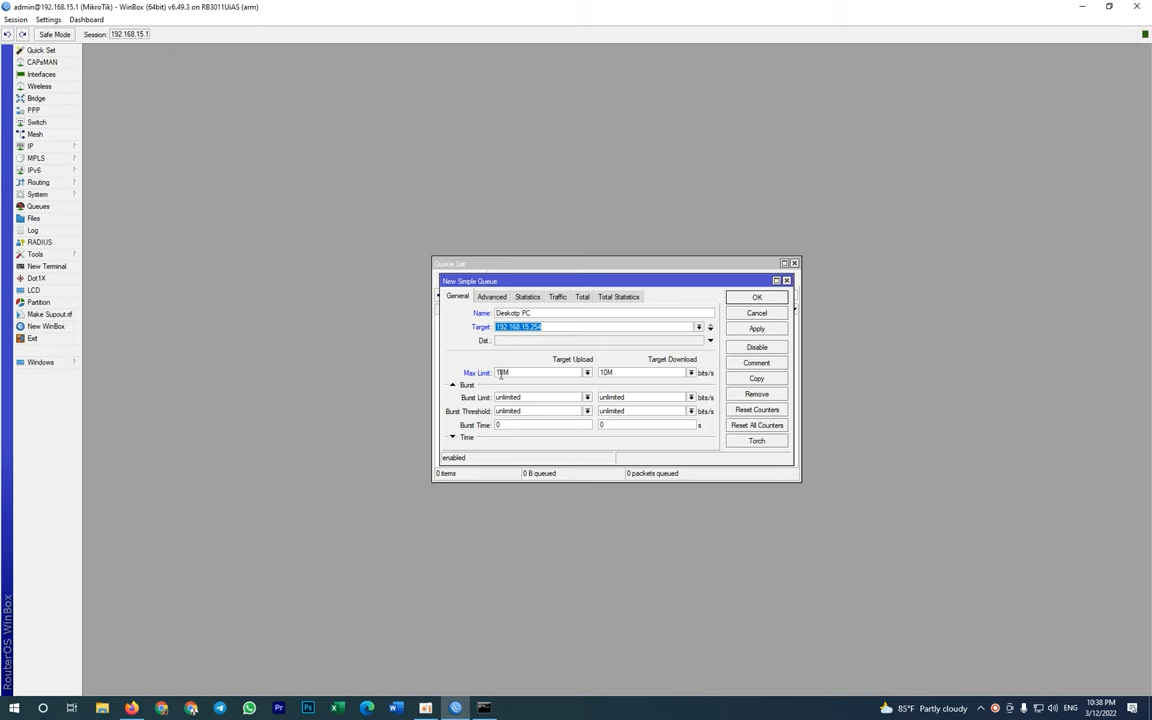 admin@192.168.15.1 (MikroTik) - WinBox (64bit) v6.49.3 on RB3011UiAS (arm)
Session Settings Dashboard
Safe Mode Session: 192.168.15.1
Quick Set
CAPsMAN
Interfaces
Wireless
Bridge
PPP
Switch
Mesh
IP
MPLS
IPv6
Routing
System
Queues
Files
Log
RADIUS
Tools
New Terminal
Dot1X
LCD
Partition
Make Supout.rif
New WinBox
Exit
Windows
RouterOS WinBox
Queue List
New Simple Queue
General Advanced Statistics Traffic Total Total Statistics
Name: Deskotp PC
Target: 192.168.15.254
Dst.:
Target Upload Target Download
Max Limit: 10M 10M bits/s
Burst
Burst Limit: unlimited unlimited bits/s
Burst Threshold: unlimited unlimited bits/s
Burst Time: 0 0 s
Time
enabled
OK
Cancel
Apply
Disable
Comment
Copy
Remove
Reset Counters
Reset All Counters
Torch
0 items 0 B queued 0 packets queued
85°F Partly cloudy ENG 10:38 PM
3/12/2022